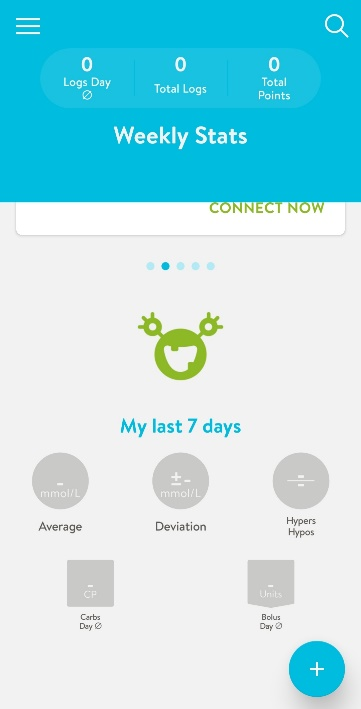 0 0 0
Logs Day Total Logs Total
∅ Points
Weekly Stats
CONNECT NOW
My last 7 days
- ±- -
mmol/L mmol/L -
Average Deviation Hypers
Hypos
- -
CP Units
Carbs Bolus
Day ∅ Day ∅
+